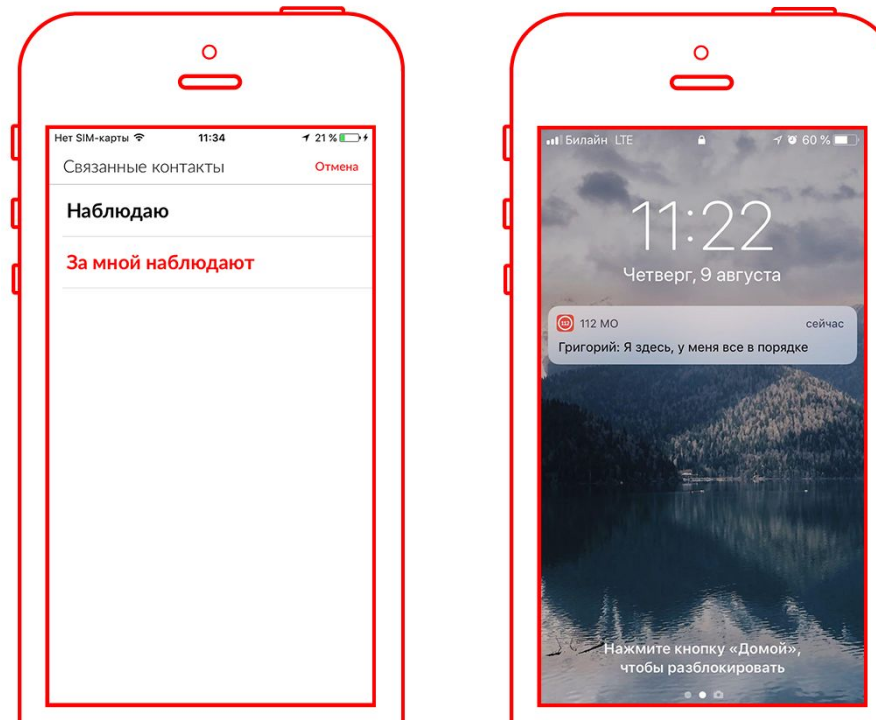 Нет SIM-карты 11:34 21 %
Связанные контакты Отмена
Наблюдаю
За мной наблюдают
Билайн LTE 60 %
11:22
Четверг, 9 августа
112 112 МО сейчас
Григорий: Я здесь, у меня все в порядке
Нажмите кнопку «Домой»,
чтобы разблокировать